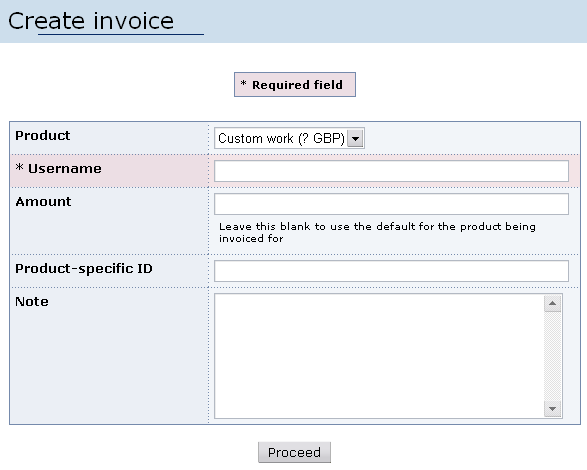 Create invoice
* Required field
Product
Custom work (? GBP)
* Username
Amount
Leave this blank to use the default for the product being
invoiced for
Product-specific ID
Note
Proceed